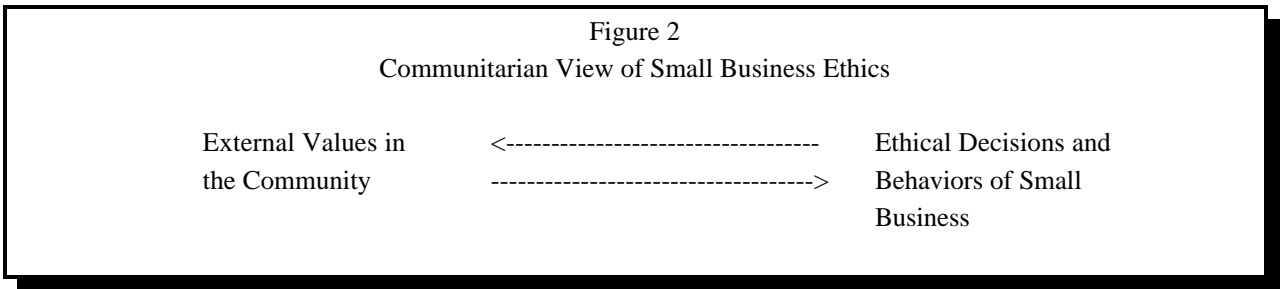 Figure 2
Communitarian View of Small Business Ethics
External Values in <----------------------------------- Ethical Decisions and
the Community ------------------------------------> Behaviors of Small
Business